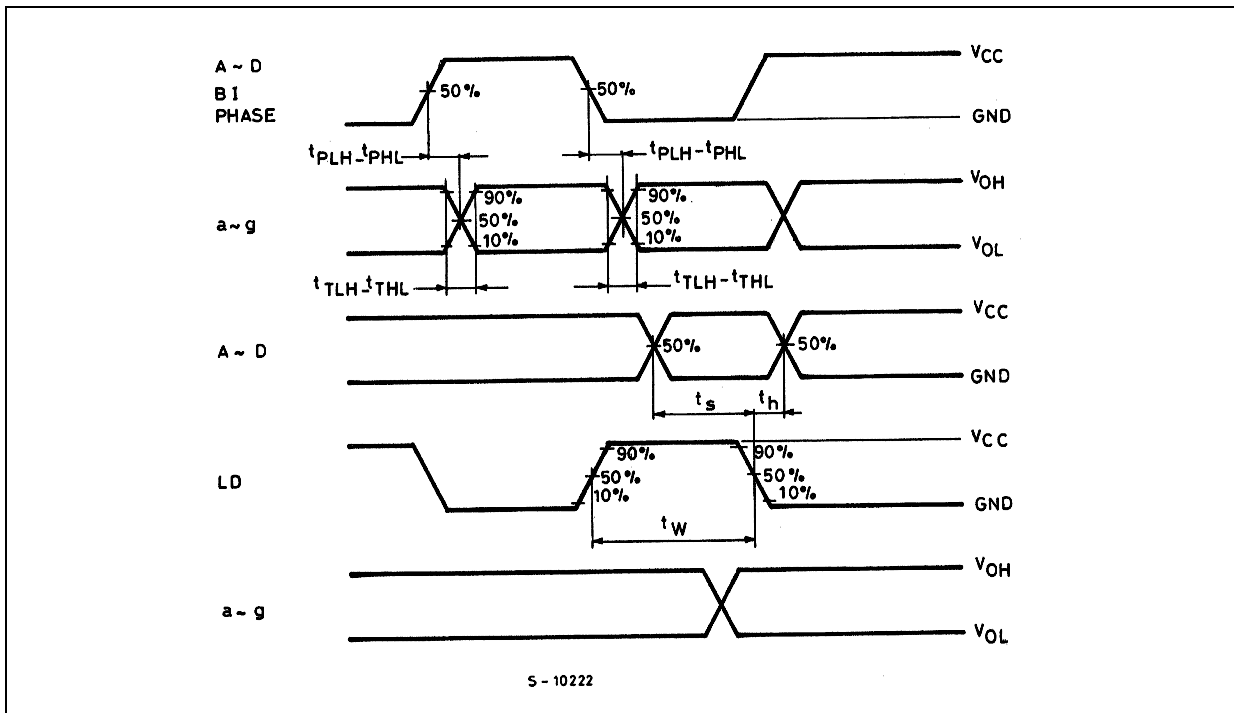 A ~ D
BI
PHASE
50%
50%
VCC
GND
tPLH-tPHL
tPLH-tPHL
a~g
90%
50%
10%
90%
50%
10%
VOH
VOL
tTLH-tTHL
tTLH-tTHL
A ~ D
50%
50%
VCC
GND
ts
th
LD
90%
50%
10%
90%
50%
10%
VCC
GND
tW
a~g
VOH
VOL
S-10222